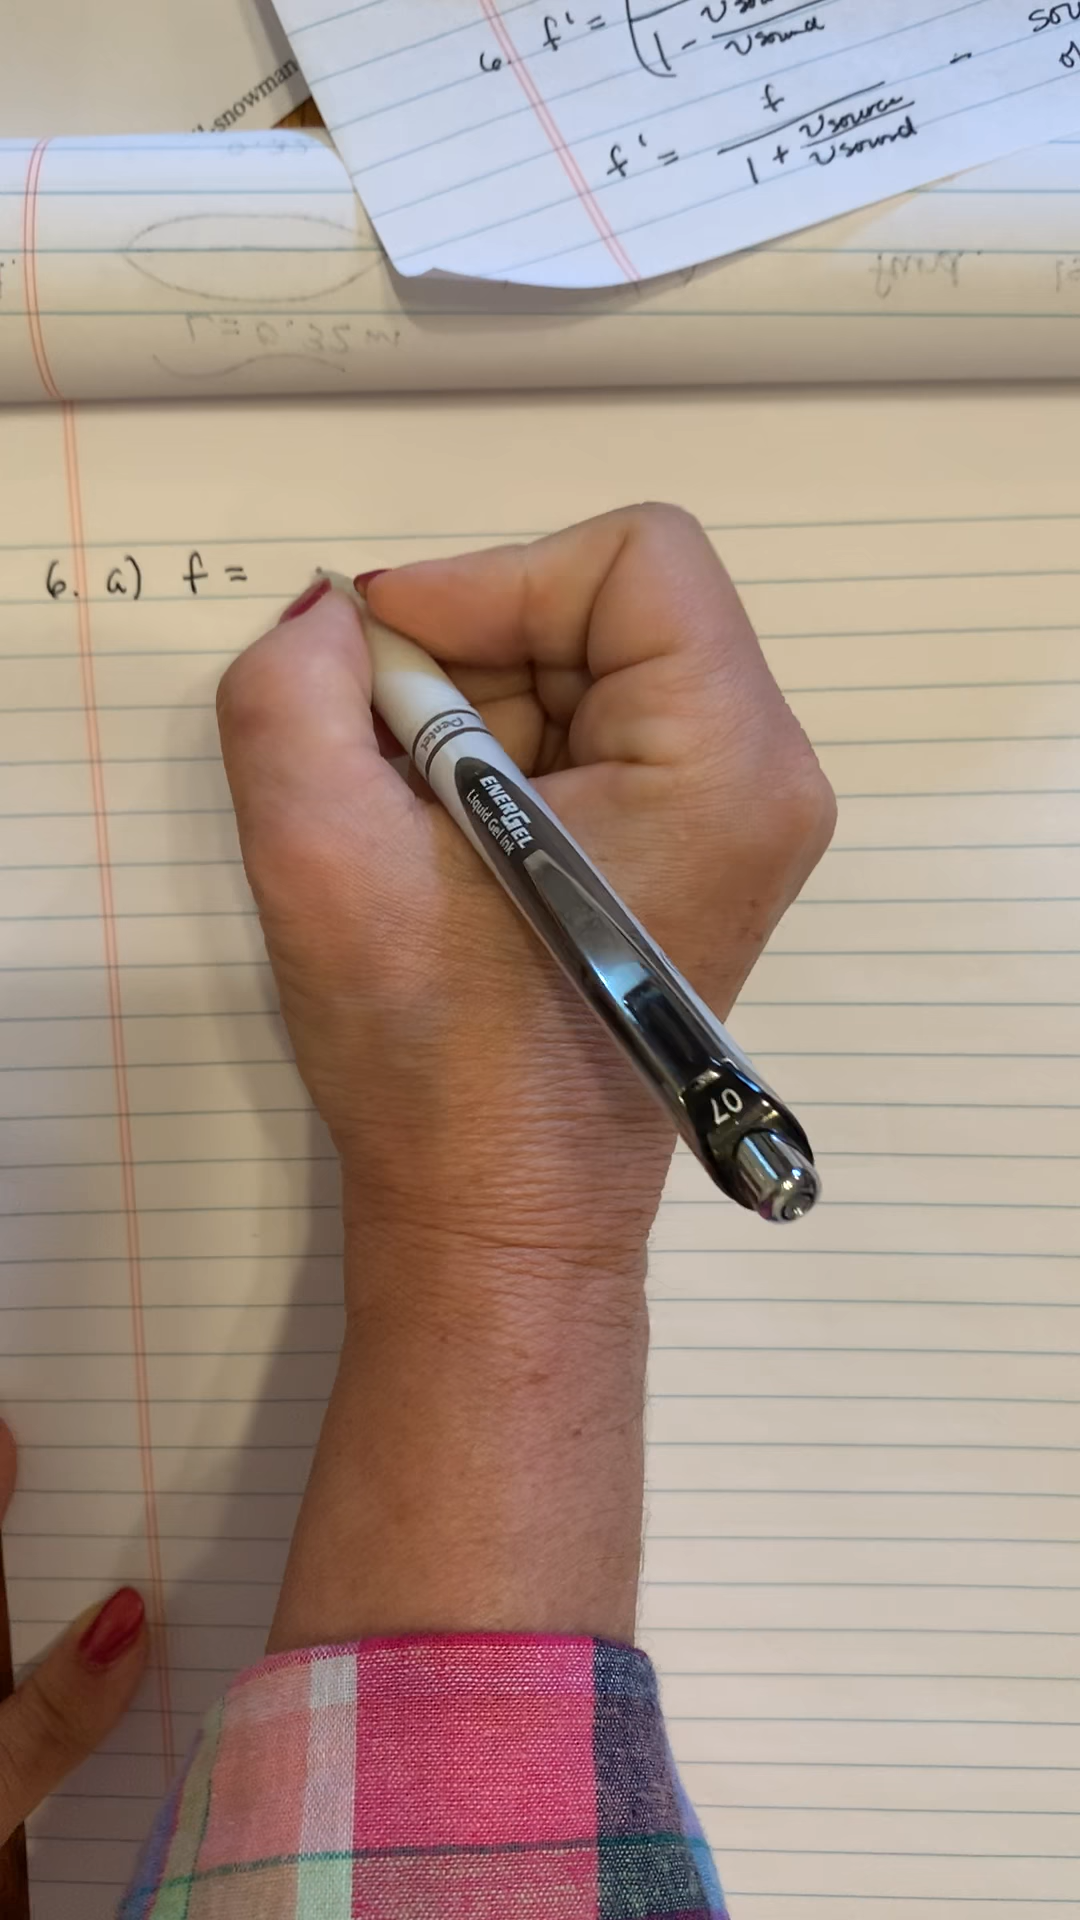 -snowman
6. f' =
1 - vsound
f' = f
1 + vsource
vsound
L = 0.35 m
6. a) f =
Pentel
ENERGEL
Liquid Gel Ink
07